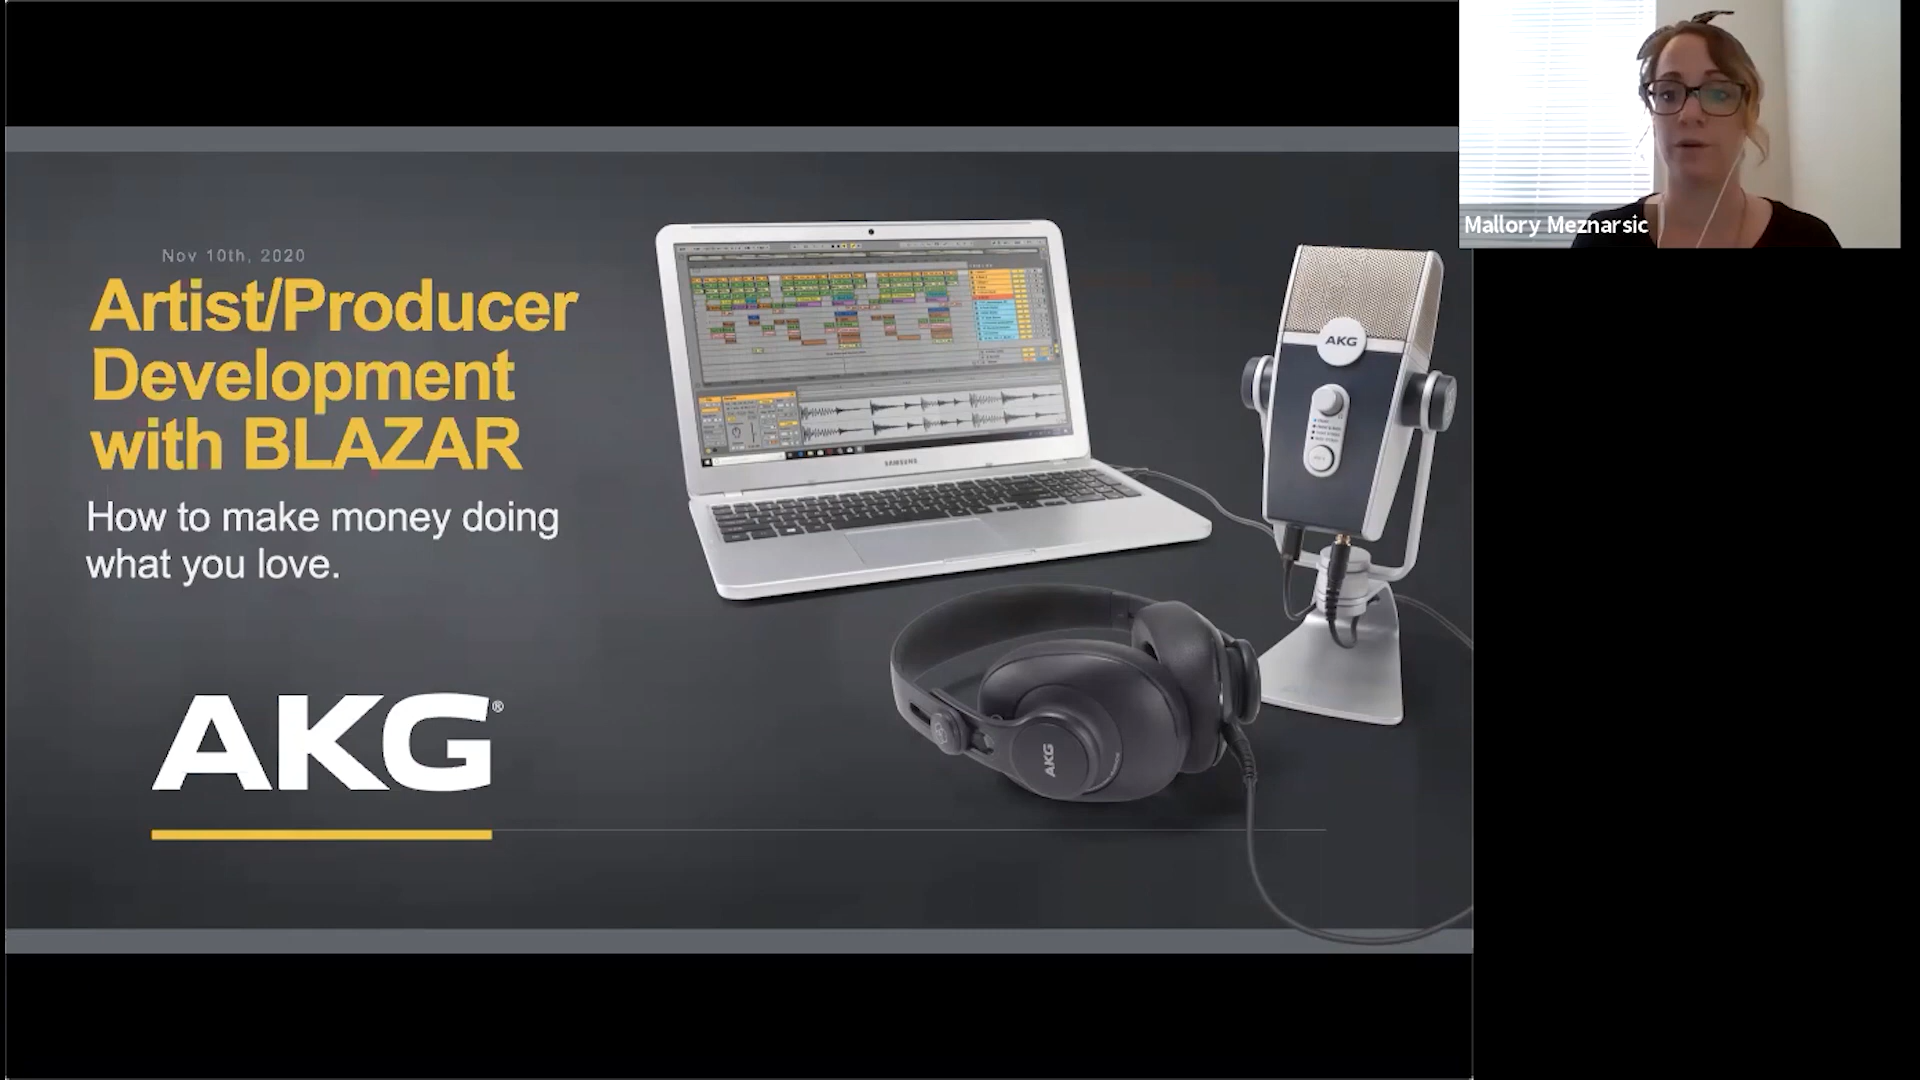 Nov 10th, 2020
Artist/Producer
Development
with BLAZAR
How to make money doing
what you love.
AKG®
SAMSUNG
AKG
AKG
Mallory Meznarsic